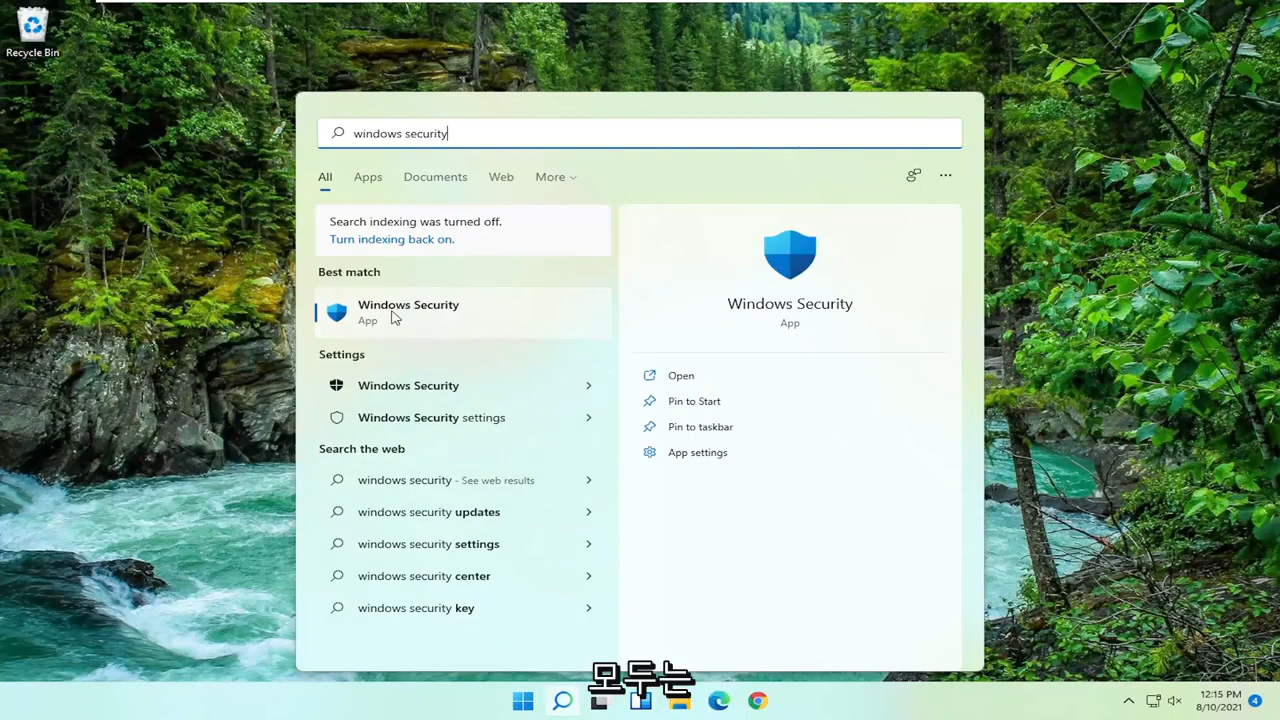 Recycle Bin
windows security
All Apps Documents Web More
Search indexing was turned off.
Turn indexing back on.
Best match
Windows Security
App
Settings
Windows Security
Windows Security settings
Search the web
windows security - See web results
windows security updates
windows security settings
windows security center
windows security key
Windows Security
App
Open
Pin to Start
Pin to taskbar
App settings
모두는
12:15 PM
8/10/2021
4